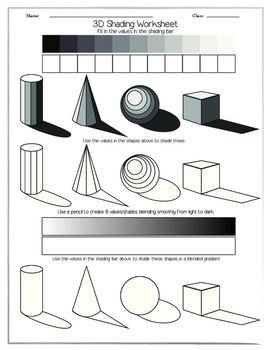 Name: Class:
3D Shading Worksheet
Fill in the values in the shading bar
Use the values in the shapes above to shade these
Use a pencil to create 8 values/shades blending smoothly from light to dark
Use the values in the shading bar above to shade these shapes in a blended gradient